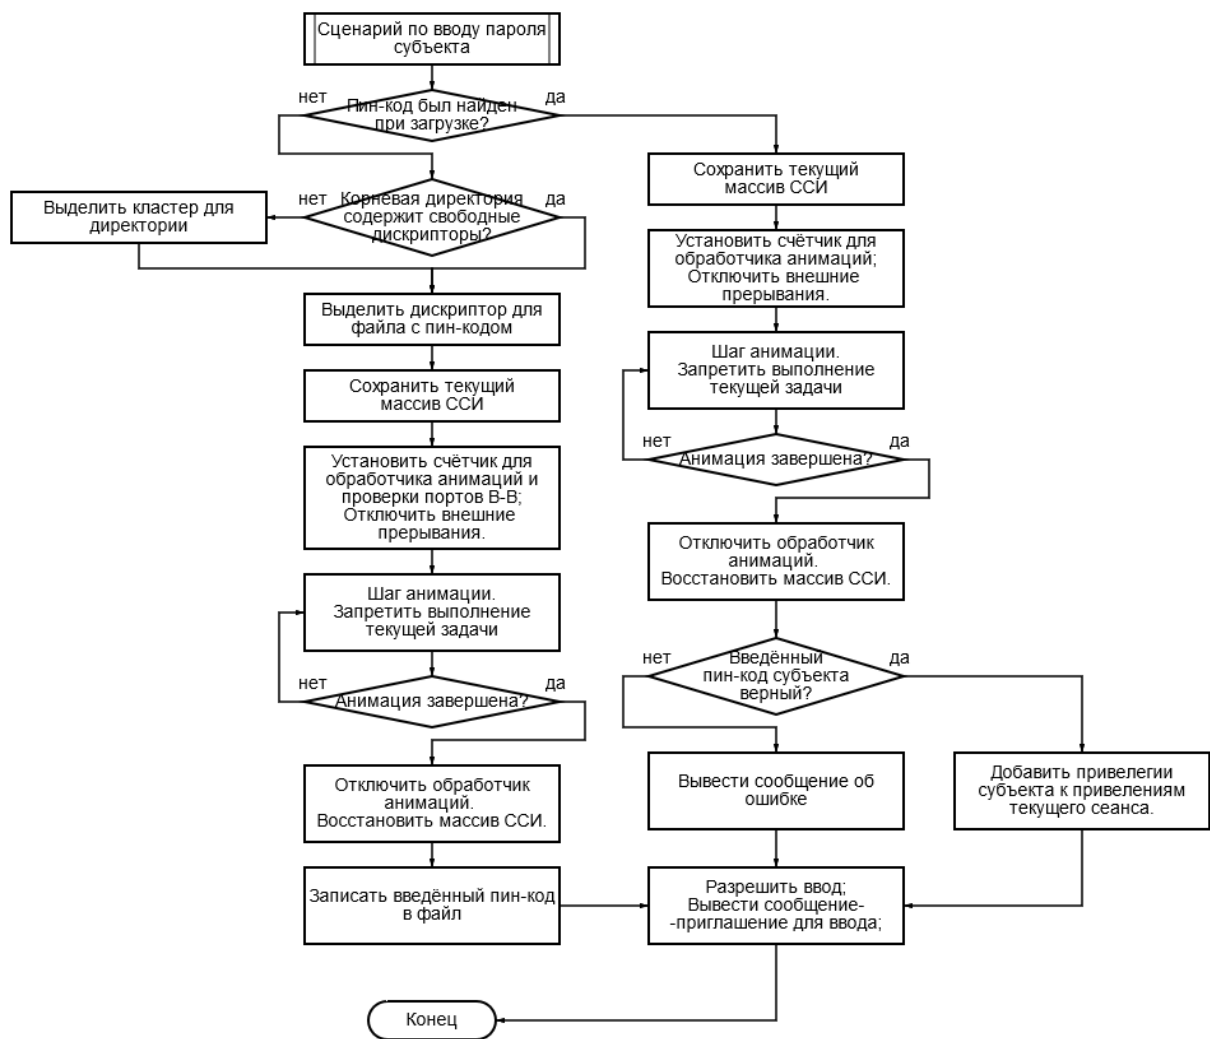 Сценарий по вводу пароля
субъекта
нет
да
Пин-код был найден
при загрузке?
нет
да
Корневая директория
содержит свободные
дискрипторы?
Выделить кластер для
директории
Выделить дискриптор для
файла с пин-кодом
Сохранить текущий
массив ССИ
Установить счётчик для
обработчика анимаций и
проверки портов В-В;
Отключить внешние
прерывания.
Шаг анимации.
Запретить выполнение
текущей задачи
нет
да
Анимация завершена?
Отключить обработчик
анимаций.
Восстановить массив ССИ.
Записать введённый пин-код
в файл
Сохранить текущий
массив ССИ
Установить счётчик для
обработчика анимаций;
Отключить внешние
прерывания.
Шаг анимации.
Запретить выполнение
текущей задачи
нет
да
Анимация завершена?
Отключить обработчик
анимаций.
Восстановить массив ССИ.
нет
да
Введённый
пин-код субъекта
верный?
Вывести сообщение об
ошибке
Добавить привелегии
субъекта к привелениям
текущего сеанса.
Разрешить ввод;
Вывести сообщение-
-приглашение для ввода;
Конец